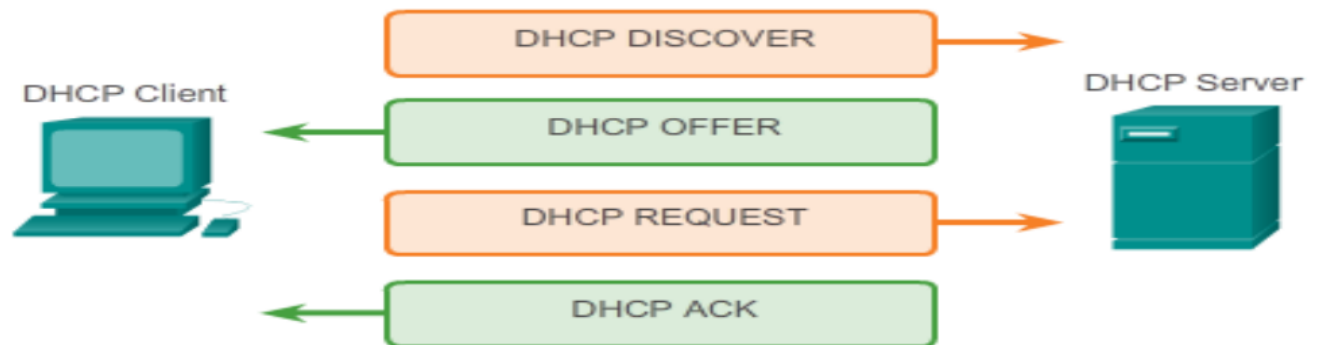 DHCP DISCOVER
DHCP Client
DHCP Server
DHCP OFFER
DHCP REQUEST
DHCP ACK